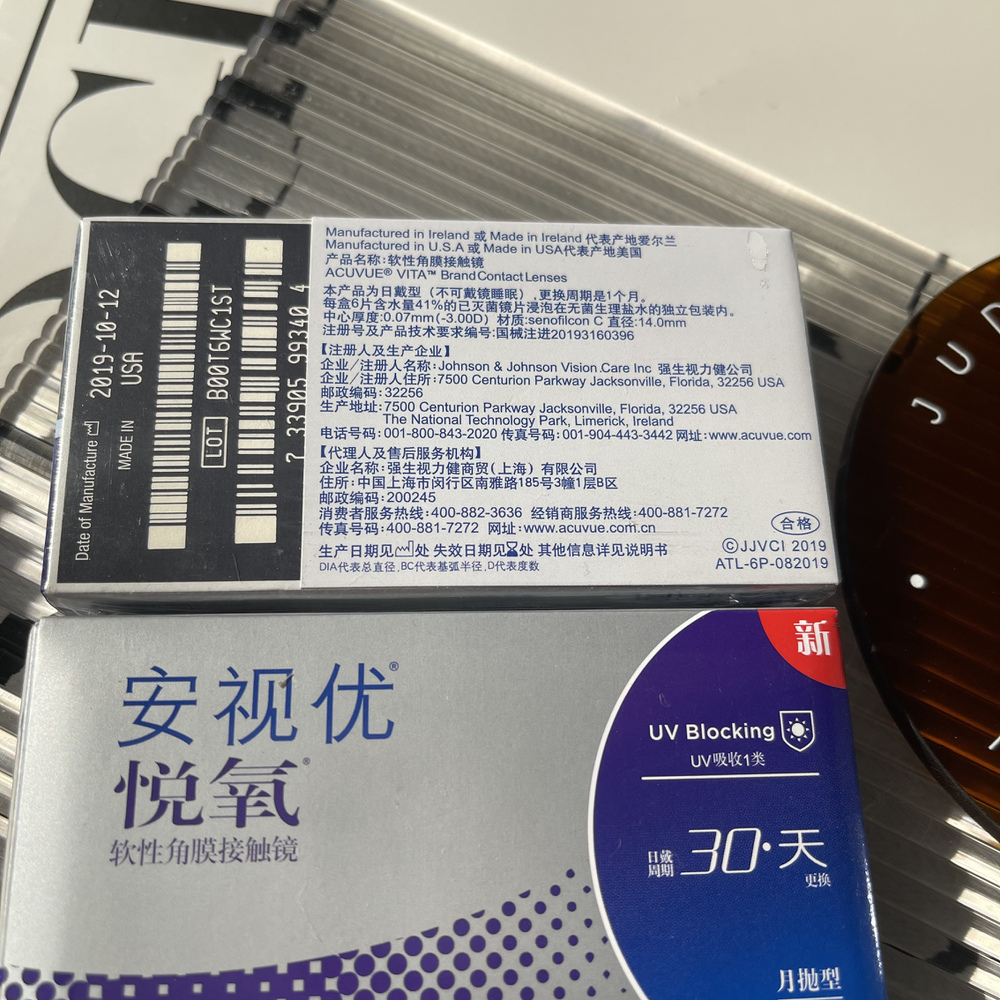 Date of Manufacture 2019-10-12
MADE IN USA
LOT B00T6WC1ST
7 33905 99340 4
Manufactured in Ireland 或 Made in Ireland 代表产地爱尔兰
Manufactured in U.S.A 或 Made in USA代表产地美国
产品名称:软性角膜接触镜
ACUVUE® VITA™ Brand Contact Lenses
本产品为日戴型（不可戴镜睡眠）,更换周期是1个月。
每盒6片含水量41%的已灭菌镜片浸泡在无菌生理盐水的独立包装内。
中心厚度:0.07mm(-3.00D) 材质:senofilcon C 直径:14.0mm
注册号及产品技术要求编号:国械注进20193160396
【注册人及生产企业】
企业／注册人名称:Johnson & Johnson Vision Care Inc 强生视力健公司
企业／注册人住所:7500 Centurion Parkway Jacksonville, Florida, 32256 USA
邮政编码:32256
生产地址:7500 Centurion Parkway Jacksonville, Florida, 32256 USA
The National Technology Park, Limerick, Ireland
电话号码:001-800-843-2020 传真号码:001-904-443-3442 网址:www.acuvue.com
【代理人及售后服务机构】
企业名称:强生视力健商贸(上海)有限公司
住所:中国上海市闵行区南雅路185号3幢1层B区
邮政编码:200245
消费者服务热线:400-882-3636 经销商服务热线:400-881-7272
传真号码:400-881-7272 网址:www.acuvue.com.cn
生产日期见处 失效日期见处 其他信息详见说明书
DIA代表总直径,BC代表基弧半径,D代表度数
合格
©JJVCI 2019
ATL-6P-082019
安视优®
悦氧®
软性角膜接触镜
新
UV Blocking
UV吸收1类
日戴周期 30·天
更换
月抛型
JUD